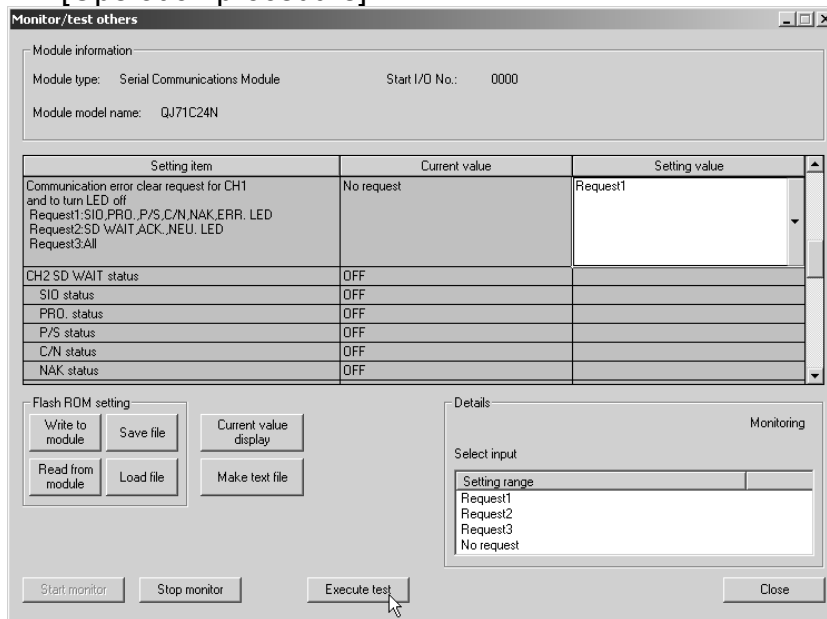 [Operation procedure]
Monitor/test others
Module information
Module type: Serial Communications Module Start I/O No.: 0000
Module model name: QJ71C24N
Setting item Current value Setting value
Communication error clear request for CH1 No request Request1
and to turn LED off
Request1:SIO,PRO.,P/S,C/N,NAK,ERR. LED
Request2:SD WAIT,ACK.,NEU. LED
Request3:All
CH2 SD WAIT status OFF
SIO status OFF
PRO. status OFF
P/S status OFF
C/N status OFF
NAK status OFF
Flash ROM setting
Write to module
Save file
Current value display
Read from module
Load file
Make text file
Details
Monitoring
Select input
Setting range
Request1
Request2
Request3
No request
Start monitor Stop monitor Execute test Close